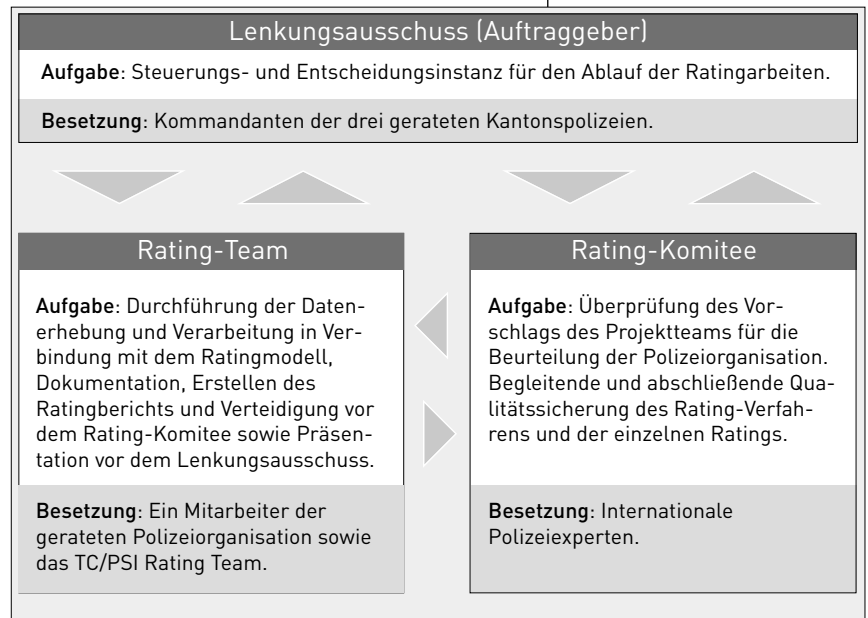 Lenkungsausschuss (Auftraggeber)
Aufgabe: Steuerungs- und Entscheidungsinstanz für den Ablauf der Ratingarbeiten.
Besetzung: Kommandanten der drei gerateten Kantonspolizeien.
Rating-Team
Aufgabe: Durchführung der Daten-
erhebung und Verarbeitung in Ver-
bindung mit dem Ratingmodell,
Dokumentation, Erstellen des
Ratingberichts und Verteidigung vor
dem Rating-Komitee sowie Präsen-
tation vor dem Lenkungsausschuss.
Besetzung: Ein Mitarbeiter der
gerateten Polizeiorganisation sowie
das TC/PSI Rating Team.
Rating-Komitee
Aufgabe: Überprüfung des Vor-
schlags des Projektteams für die
Beurteilung der Polizeiorganisation.
Begleitende und abschließende Qua-
litätssicherung des Rating-Verfah-
rens und der einzelnen Ratings.
Besetzung: Internationale
Polizeiexperten.